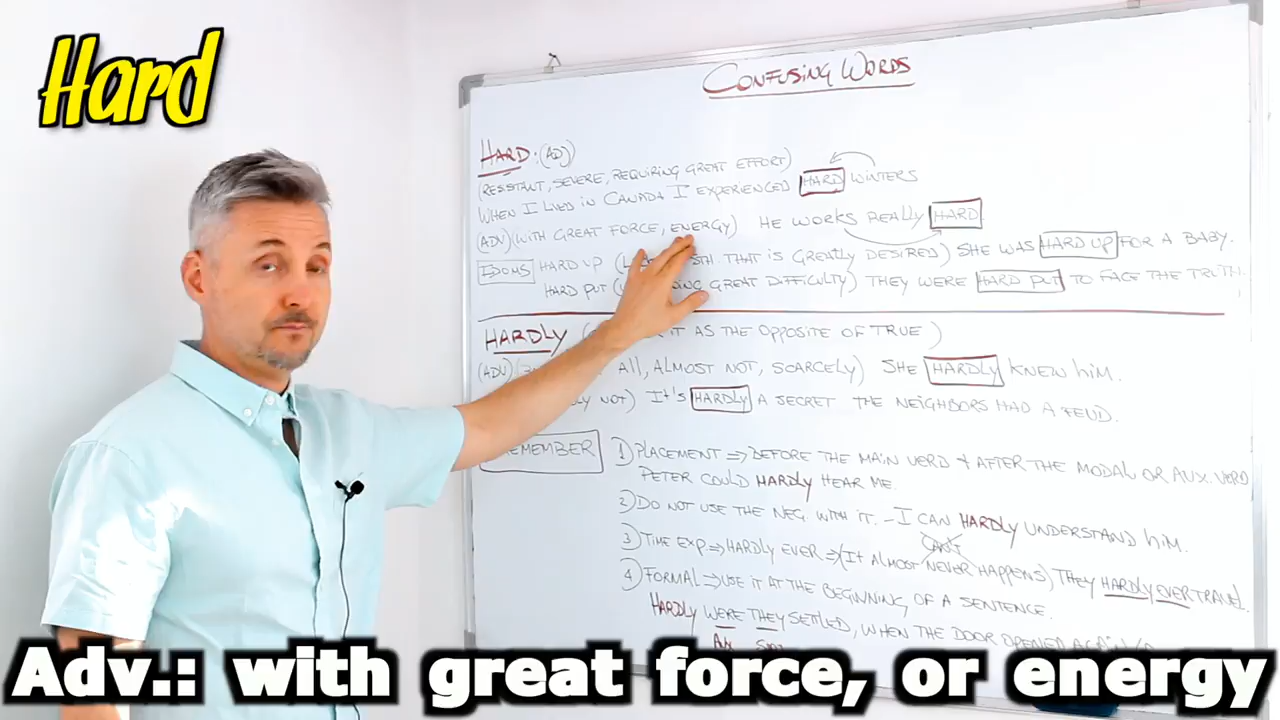 Hard
CONFUSING WORDS
HARD: (ADJ)
(RESISTANT, SEVERE, REQUIRING GREAT EFFORT)
WHEN I LIVED IN CANADA I EXPERIENCED HARD WINTERS
(ADV) (WITH GREAT FORCE, ENERGY) HE WORKS REALLY HARD
IDIOMS HARD UP STH. THAT IS GREATLY DESIRED) SHE WAS HARD UP FOR A BABY.
HARD PUT GREAT DIFFICULTY) THEY WERE HARD PUT TO FACE THE TRUTH.
HARDLY IT AS THE OPPOSITE OF TRUE)
(ADV) ALL, ALMOST NOT, SCARCELY) SHE HARDLY KNEW HIM.
NOT) IT'S HARDLY A SECRET THE NEIGHBORS HAD A FEUD.
REMEMBER 1) PLACEMENT ⇒ BEFORE THE MAIN VERB + AFTER THE MODAL OR AUX. VERB
PETER COULD HARDLY HEAR ME.
2) DO NOT USE THE NEG. WITH IT. - I CAN HARDLY UNDERSTAND HIM.
CAN'T
3) TIME EXP ⇒ HARDLY EVER ⇒ (IT ALMOST NEVER HAPPENS) THEY HARDLY EVER TRAVEL.
4) FORMAL ⇒ USE IT AT THE BEGINNING OF A SENTENCE.
HARDLY WERE THEY SETTLED, WHEN THE DOOR OPENED AGAIN
Adv.: with great force, or energy